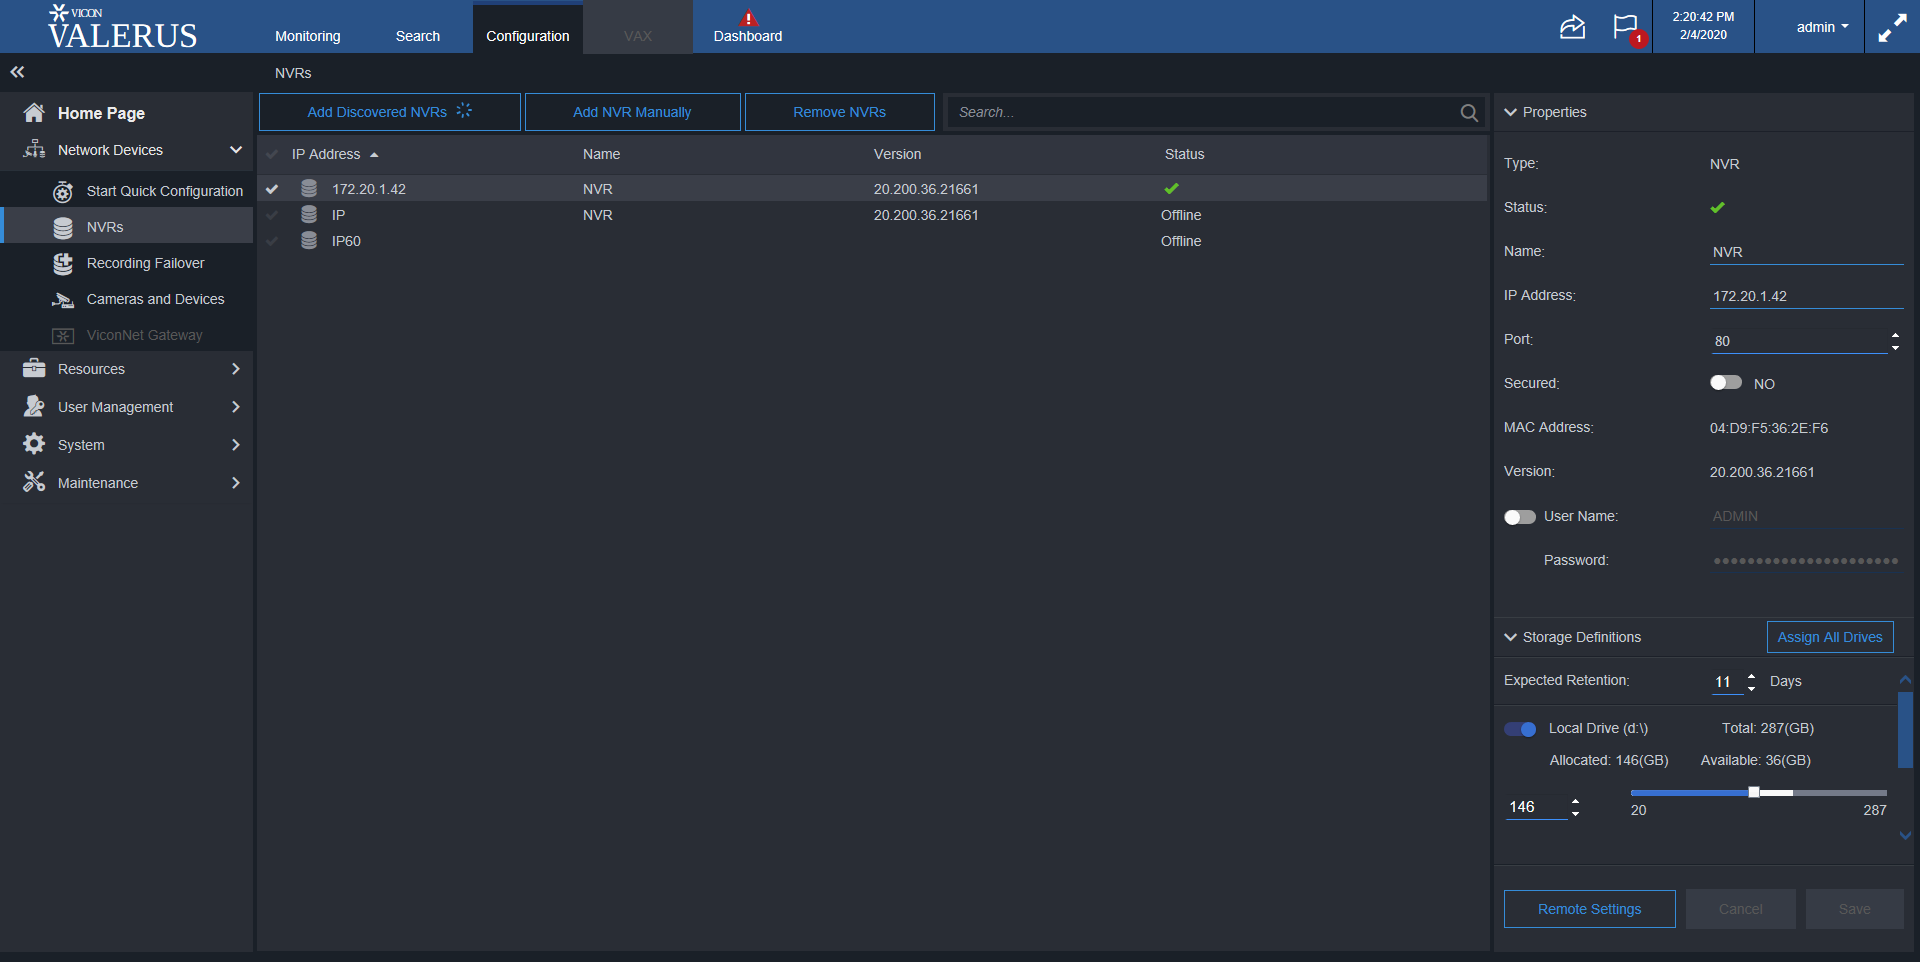 VICON
VALERUS
Monitoring
Search
Configuration
VAX
Dashboard
1
2:20:42 PM
2/4/2020
admin
NVRs
Home Page
Network Devices
Start Quick Configuration
NVRs
Recording Failover
Cameras and Devices
ViconNet Gateway
Resources
User Management
System
Maintenance
Add Discovered NVRs
Add NVR Manually
Remove NVRs
Search...
IP Address Name Version Status
172.20.1.42 NVR 20.200.36.21661
IP NVR 20.200.36.21661 Offline
IP60 Offline
Properties
Type: NVR
Status:
Name: NVR
IP Address: 172.20.1.42
Port: 80
Secured: NO
MAC Address: 04:D9:F5:36:2E:F6
Version: 20.200.36.21661
User Name: ADMIN
Password:
Storage Definitions Assign All Drives
Expected Retention: 11 Days
Local Drive (d:\) Total: 287(GB)
Allocated: 146(GB) Available: 36(GB)
146
20 287
Remote Settings Cancel Save